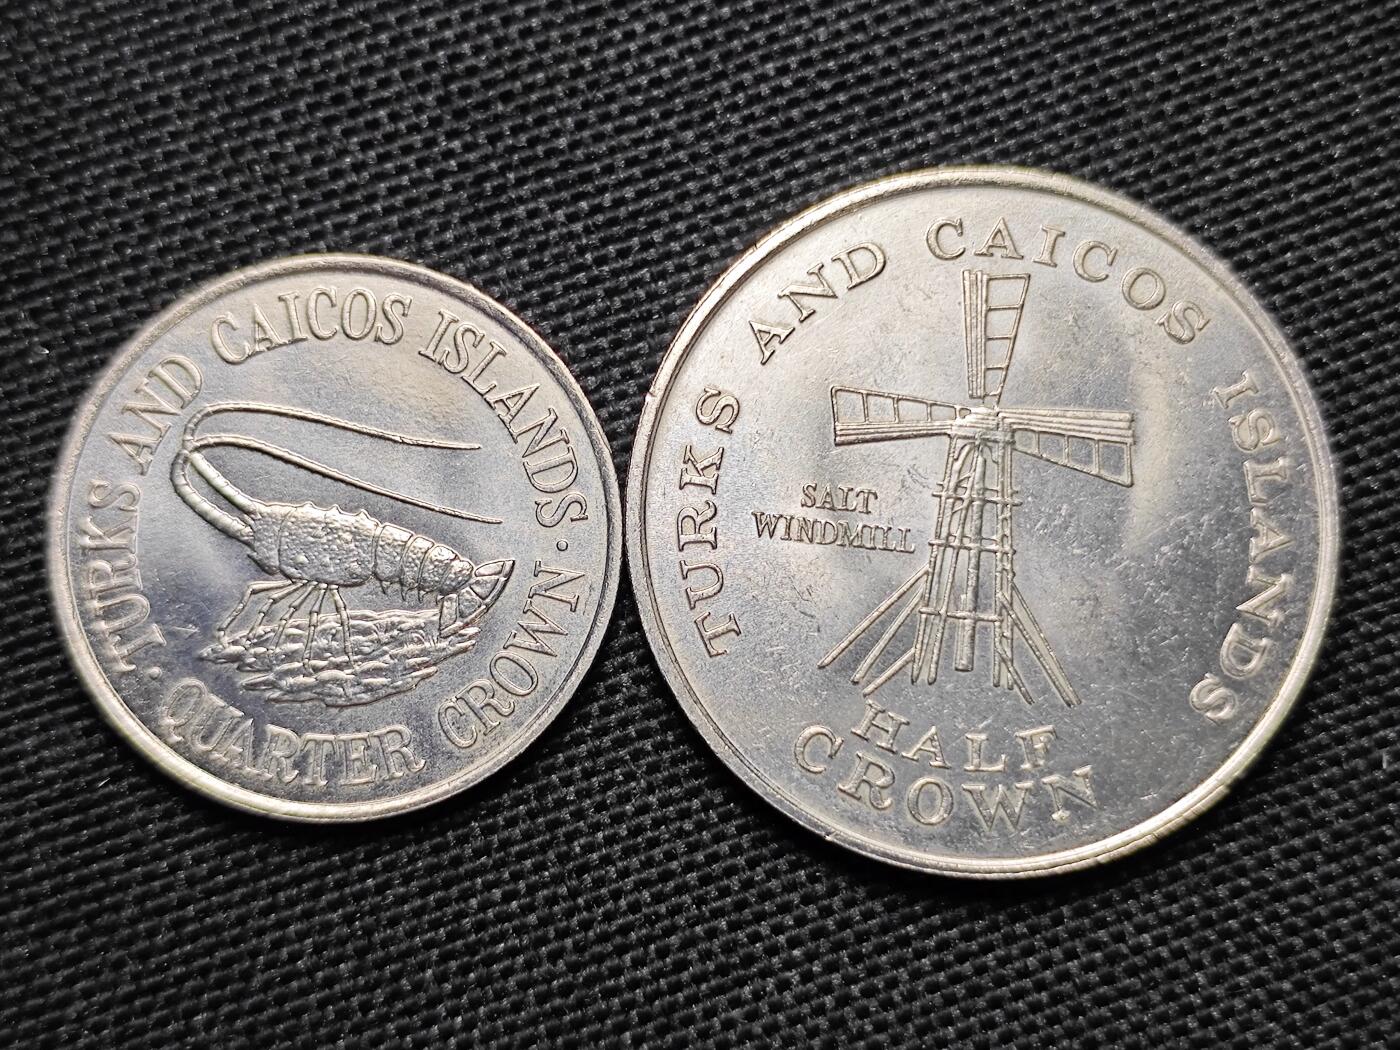 · TURKS AND CAICOS ISLANDS ·
QUARTER CROWN
TURKS AND CAICOS ISLANDS
SALT
WINDMILL
HALF
CROWN